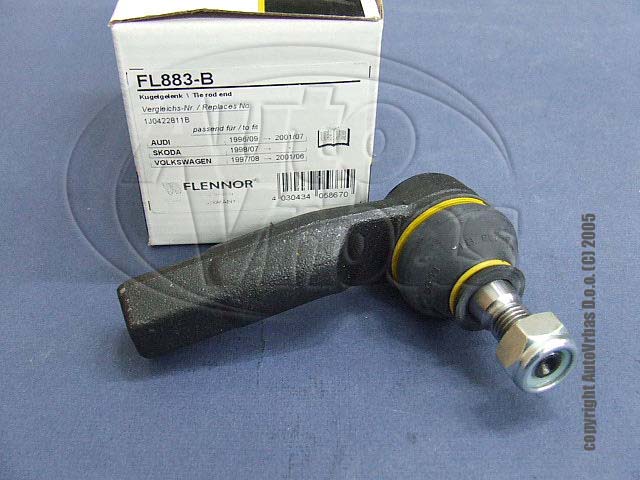 FL883-B
Kugelgelenk \ Tie rod end
Vergleichs-Nr. / Replaces No.
1J0422811B
passend für / to fit
AUDI 1996/09 → 2001/07
SKODA 1998/07 →
VOLKSWAGEN 1997/08 → 2001/06
FLENNOR
GERMANY
4 030434 058670
copyright AutoVrbas D.o.o. (C) 2005